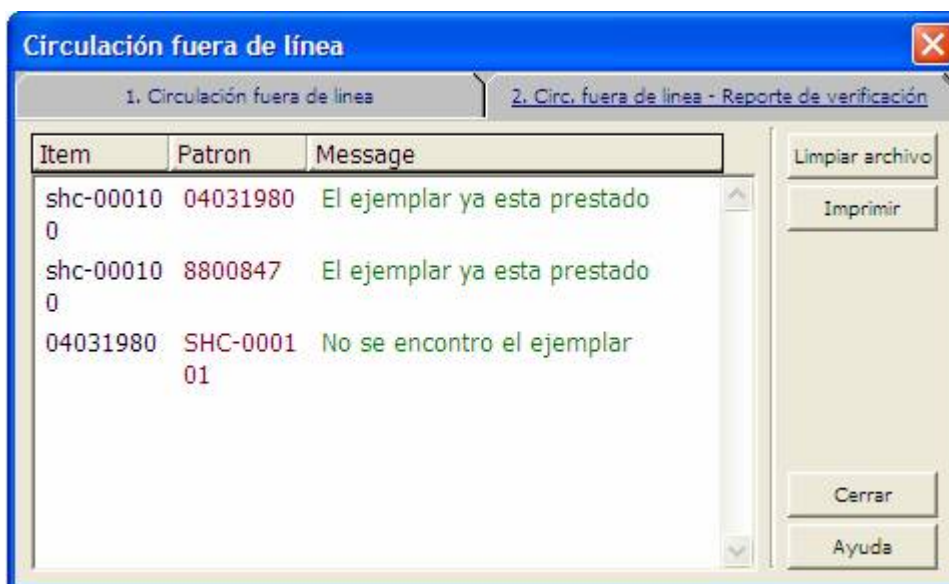 Circulación fuera de línea
1. Circulación fuera de linea
2. Circ. fuera de linea - Reporte de verificación
Item Patron Message
shc-00010 04031980 El ejemplar ya esta prestado
0
shc-00010 8800847 El ejemplar ya esta prestado
0
04031980 SHC-0001 No se encontro el ejemplar
01
Limpiar archivo
Imprimir
Cerrar
Ayuda